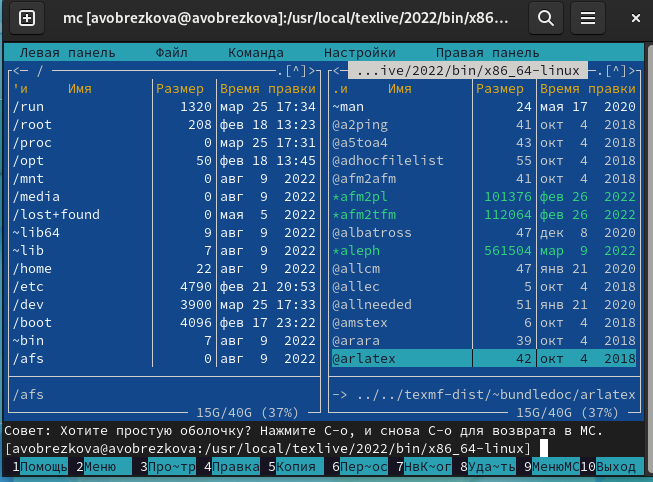 mc [avobrezkova@avobrezkova]:/usr/local/texlive/2022/bin/x86…
Левая панель Файл Команда Настройки Правая панель
<— / .[^]> <— …ive/2022/bin/x86_64-linux .[^]>
'и Имя Размер Время правки .и Имя Размер Время правки
/run 1320 мар 25 17:34 ~man 24 мая 17 2020
/root 208 фев 18 13:23 @a2ping 41 окт 4 2018
/proc 0 мар 25 17:31 @a5toa4 43 окт 4 2018
/opt 50 фев 18 13:45 @adhocfilelist 55 окт 4 2018
/mnt 0 авг 9 2022 @afm2afm 41 окт 4 2018
/media 0 авг 9 2022 *afm2pl 101376 фев 26 2022
/lost+found 0 мая 5 2022 *afm2tfm 112064 фев 26 2022
~lib64 9 авг 9 2022 @albatross 47 дек 8 2020
~lib 7 авг 9 2022 *aleph 561504 мар 9 2022
/home 22 авг 9 2022 @allcm 47 янв 21 2020
/etc 4790 фев 21 20:53 @allec 5 окт 4 2018
/dev 3900 мар 25 17:33 @allneeded 51 янв 21 2020
/boot 4096 фев 17 23:22 @amstex 6 окт 4 2018
~bin 7 авг 9 2022 @arara 39 окт 4 2018
/afs 0 авг 9 2022 @arlatex 42 окт 4 2018
/afs -> ../../texmf-dist/~bundledoc/arlatex
15G/40G (37%) 15G/40G (37%)
Совет: Хотите простую оболочку? Нажмите C-o, и снова C-o для возврата в MC.
[avobrezkova@avobrezkova:/usr/local/texlive/2022/bin/x86_64-linux]
1Помощь 2Меню 3Про~тр 4Правка 5Копия 6Пер~ос 7НвК~ог 8Уда~ть 9МенюMC 10Выход